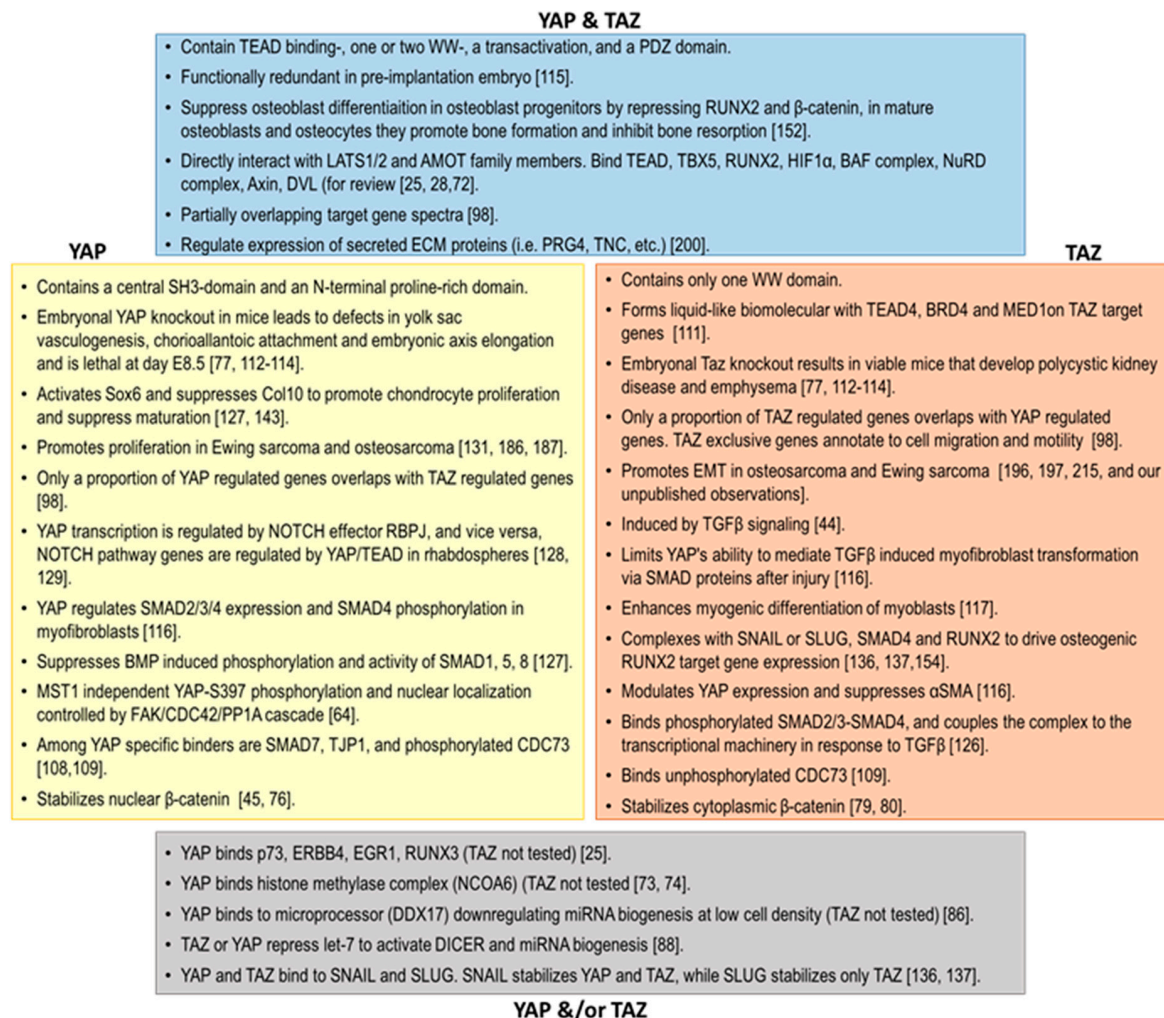 YAP & TAZ
• Contain TEAD binding-, one or two WW-, a transactivation, and a PDZ domain.
• Functionally redundant in pre-implantation embryo [115].
• Suppress osteoblast differentiaition in osteoblast progenitors by repressing RUNX2 and β-catenin, in mature
osteoblasts and osteocytes they promote bone formation and inhibit bone resorption [152].
• Directly interact with LATS1/2 and AMOT family members. Bind TEAD, TBX5, RUNX2, HIF1α, BAF complex, NuRD
complex, Axin, DVL (for review [25, 28,72].
• Partially overlapping target gene spectra [98].
• Regulate expression of secreted ECM proteins (i.e. PRG4, TNC, etc.) [200].
YAP
• Contains a central SH3-domain and an N-terminal proline-rich domain.
• Embryonal YAP knockout in mice leads to defects in yolk sac
vasculogenesis, chorioallantoic attachment and embryonic axis elongation
and is lethal at day E8.5 [77, 112-114].
• Activates Sox6 and suppresses Col10 to promote chondrocyte proliferation
and suppress maturation [127, 143].
• Promotes proliferation in Ewing sarcoma and osteosarcoma [131, 186, 187].
• Only a proportion of YAP regulated genes overlaps with TAZ regulated genes
[98].
• YAP transcription is regulated by NOTCH effector RBPJ, and vice versa,
NOTCH pathway genes are regulated by YAP/TEAD in rhabdospheres [128,
129].
• YAP regulates SMAD2/3/4 expression and SMAD4 phosphorylation in
myofibroblasts [116].
• Suppresses BMP induced phosphorylation and activity of SMAD1, 5, 8 [127].
• MST1 independent YAP-S397 phosphorylation and nuclear localization
controlled by FAK/CDC42/PP1A cascade [64].
• Among YAP specific binders are SMAD7, TJP1, and phosphorylated CDC73
[108,109].
• Stabilizes nuclear β-catenin [45, 76].
TAZ
• Contains only one WW domain.
• Forms liquid-like biomolecular with TEAD4, BRD4 and MED1on TAZ target
genes [111].
• Embryonal Taz knockout results in viable mice that develop polycystic kidney
disease and emphysema [77, 112-114].
• Only a proportion of TAZ regulated genes overlaps with YAP regulated
genes. TAZ exclusive genes annotate to cell migration and motility [98].
• Promotes EMT in osteosarcoma and Ewing sarcoma [196, 197, 215, and our
unpublished observations].
• Induced by TGFβ signaling [44].
• Limits YAP's ability to mediate TGFβ induced myofibroblast transformation
via SMAD proteins after injury [116].
• Enhances myogenic differentiation of myoblasts [117].
• Complexes with SNAIL or SLUG, SMAD4 and RUNX2 to drive osteogenic
RUNX2 target gene expression [136, 137,154].
• Modulates YAP expression and suppresses αSMA [116].
• Binds phosphorylated SMAD2/3-SMAD4, and couples the complex to the
transcriptional machinery in response to TGFβ [126].
• Binds unphosphorylated CDC73 [109].
• Stabilizes cytoplasmic β-catenin [79, 80].
• YAP binds p73, ERBB4, EGR1, RUNX3 (TAZ not tested) [25].
• YAP binds histone methylase complex (NCOA6) (TAZ not tested [73, 74].
• YAP binds to microprocessor (DDX17) downregulating miRNA biogenesis at low cell density (TAZ not tested) [86].
• TAZ or YAP repress let-7 to activate DICER and miRNA biogenesis [88].
• YAP and TAZ bind to SNAIL and SLUG. SNAIL stabilizes YAP and TAZ, while SLUG stabilizes only TAZ [136, 137].
YAP &/or TAZ